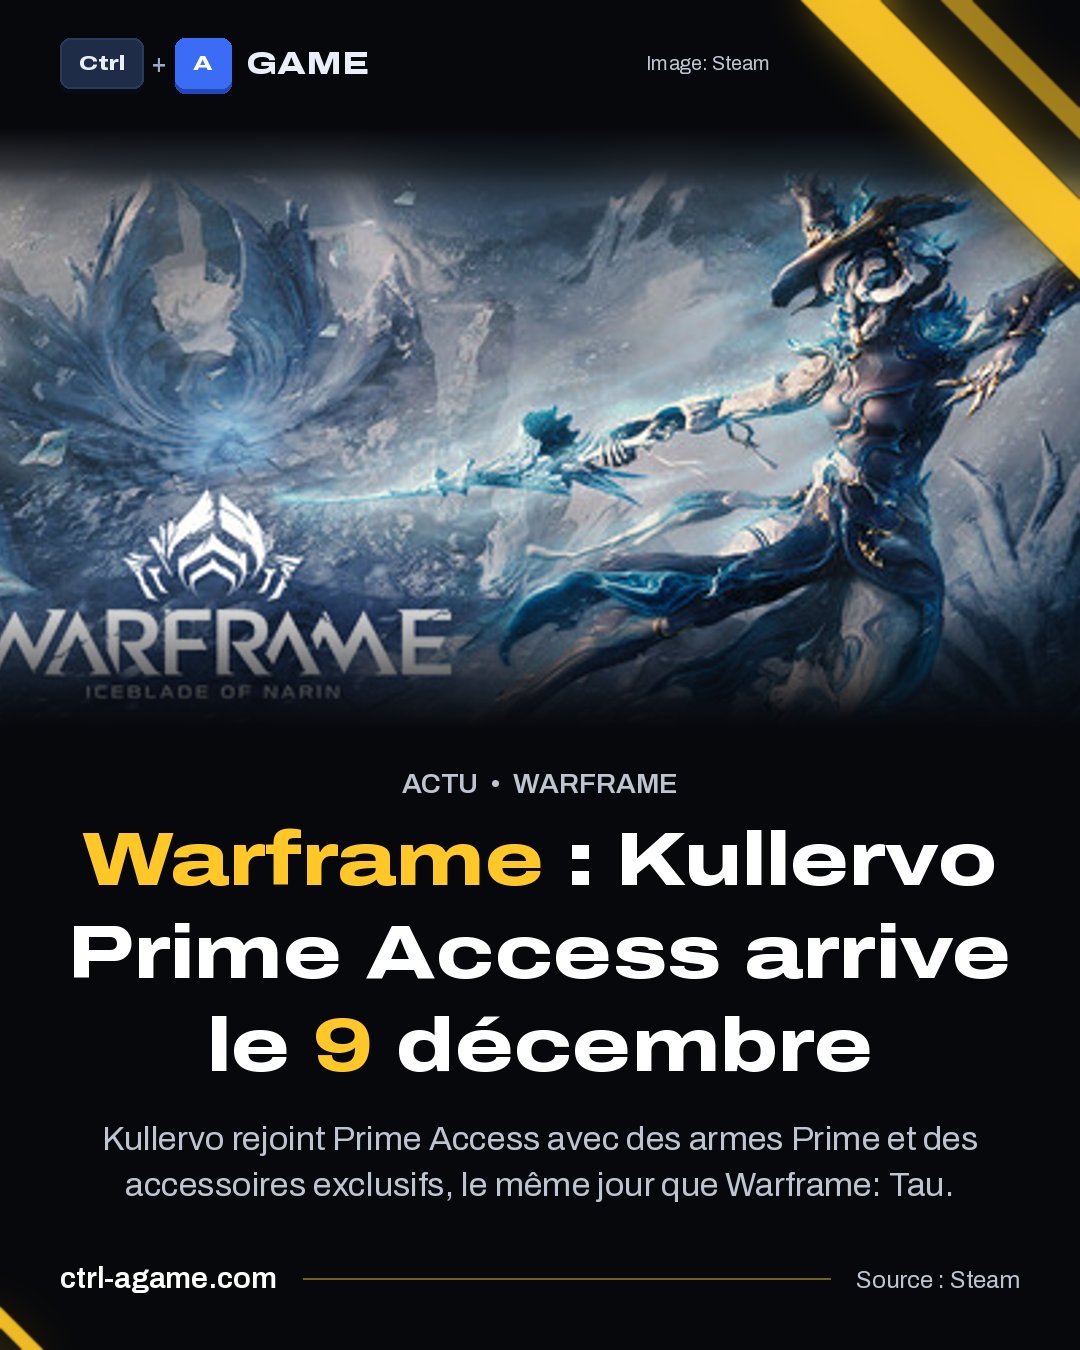 Ctrl + A GAME
Image: Steam
WARFRAME
ICEBLADE OF NARIN
ACTU • WARFRAME
Warframe : Kullervo
Prime Access arrive
le 9 décembre
Kullervo rejoint Prime Access avec des armes Prime et des
accessoires exclusifs, le même jour que Warframe: Tau.
ctrl-agame.com
Source : Steam